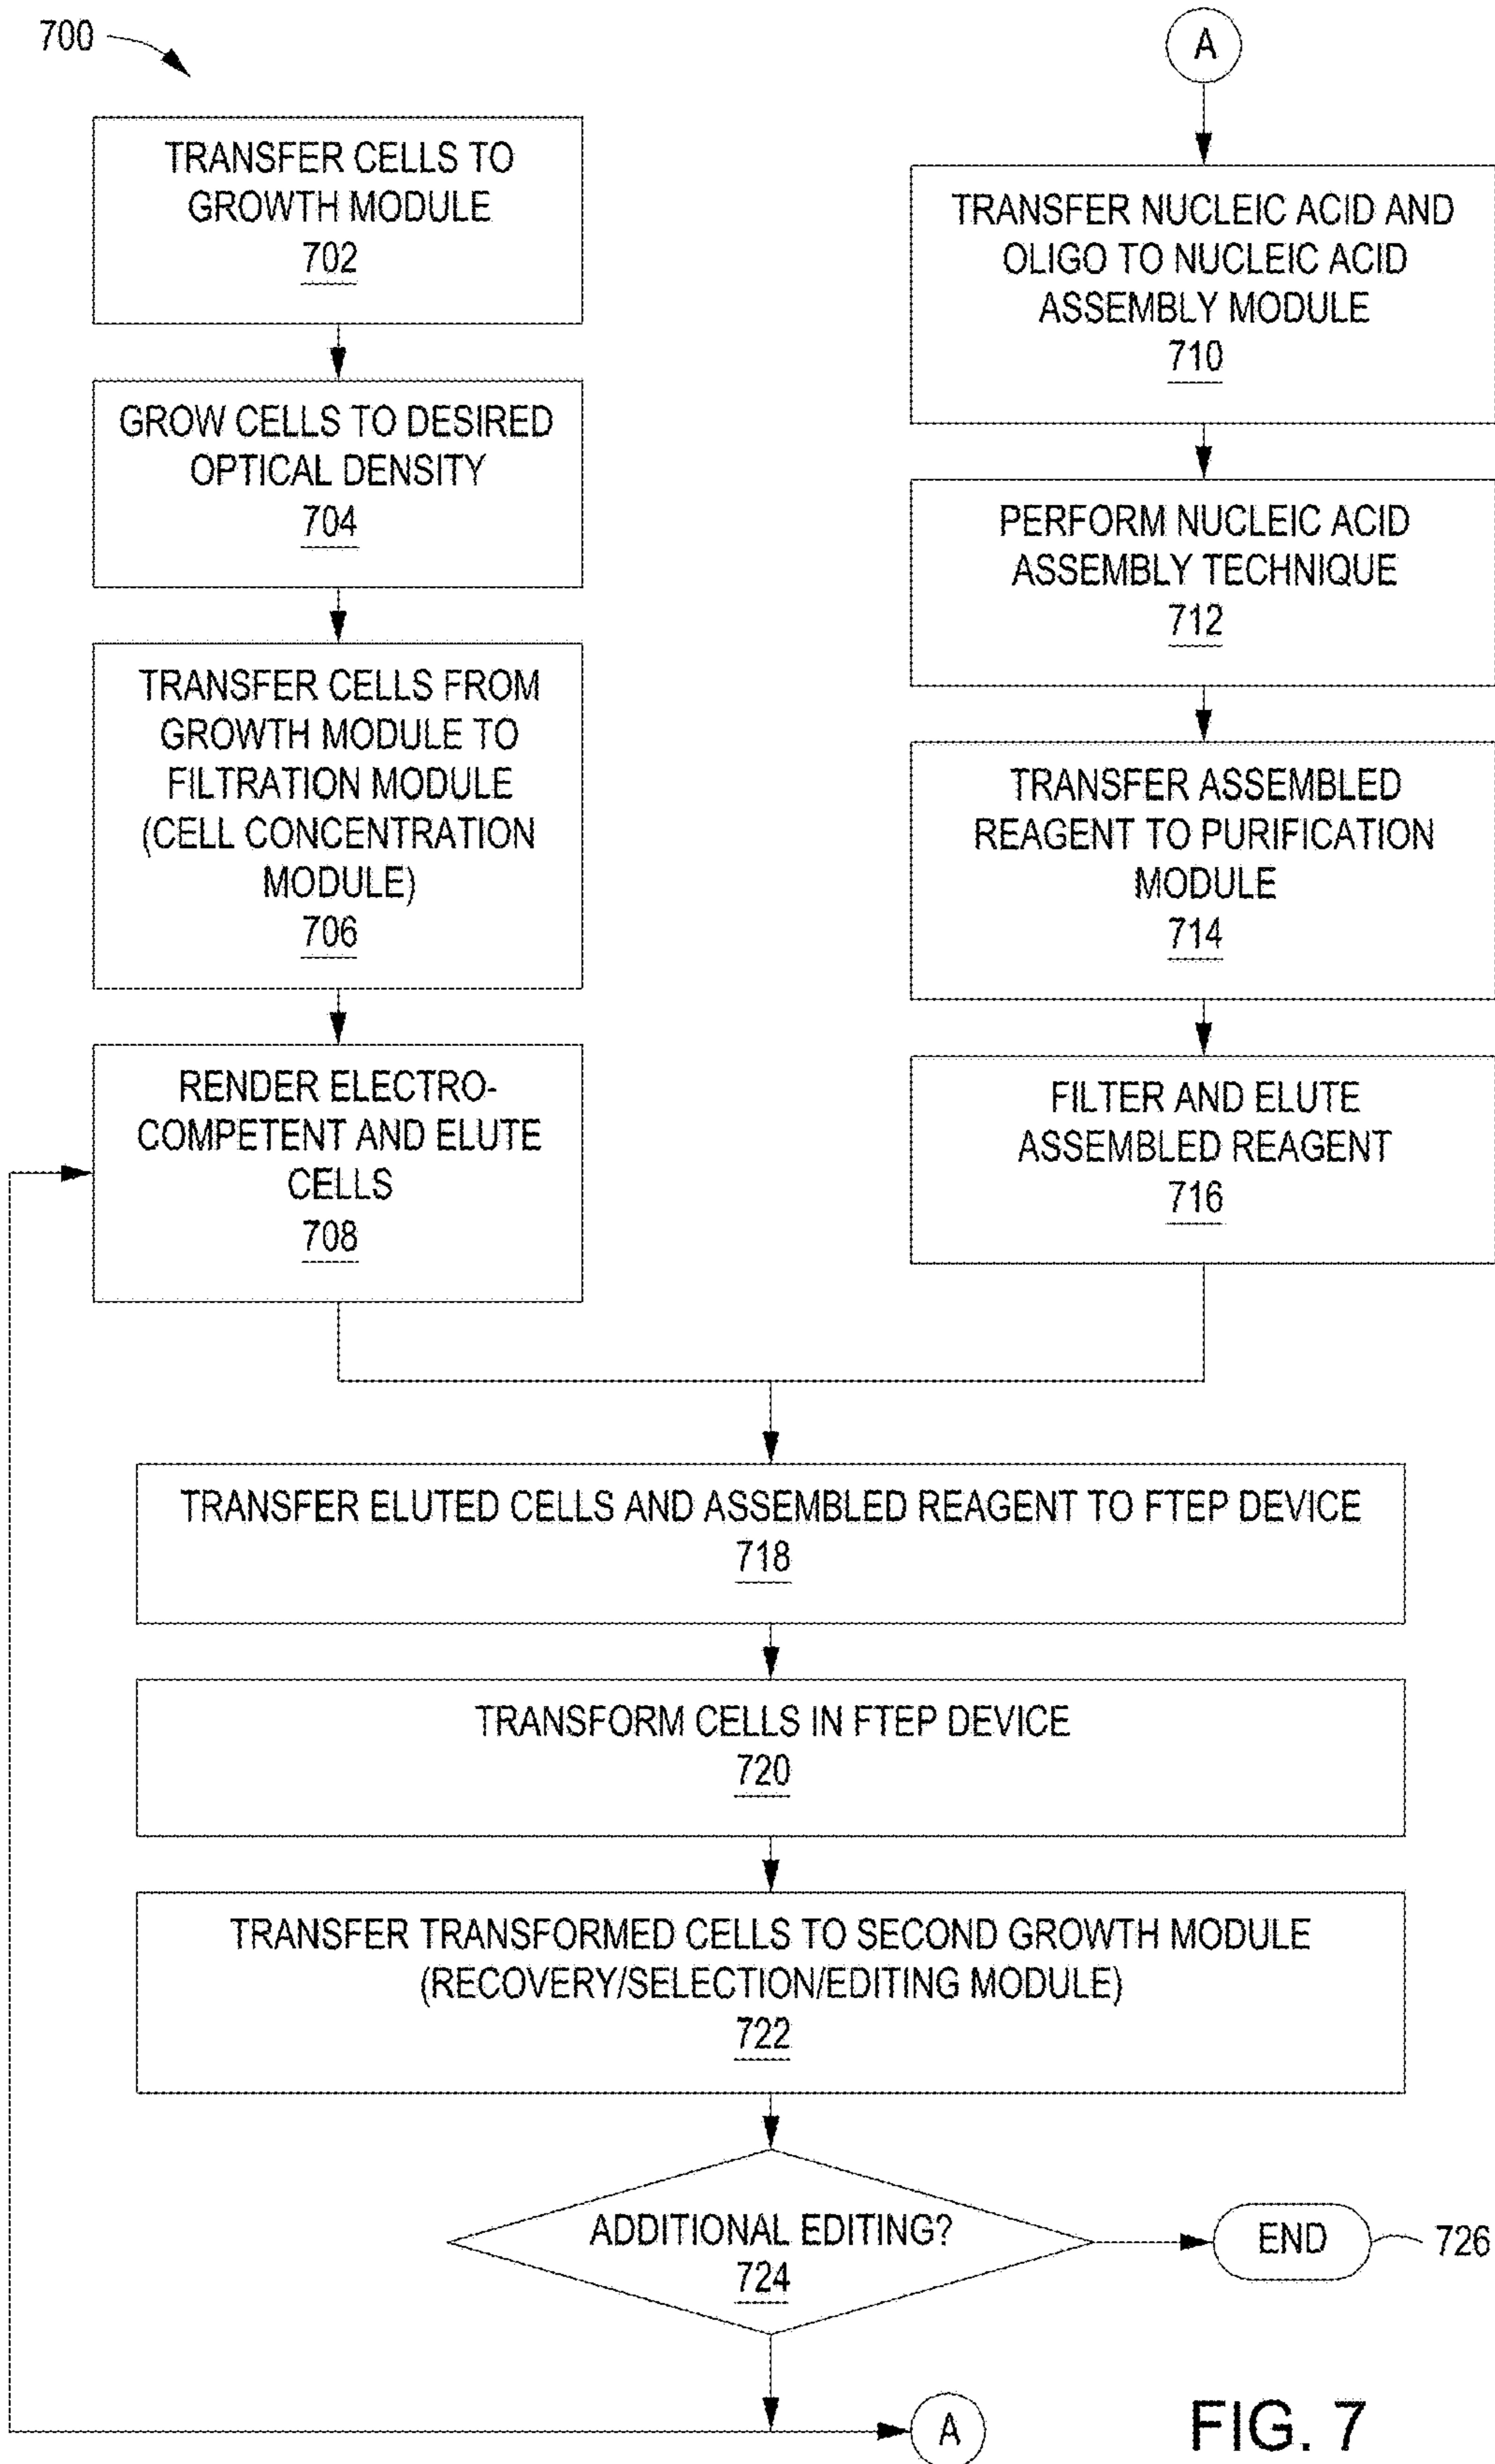 700
TRANSFER CELLS TO
GROWTH MODULE
702
GROW CELLS TO DESIRED
OPTICAL DENSITY
704
TRANSFER CELLS FROM
GROWTH MODULE TO
FILTRATION MODULE
(CELL CONCENTRATION
MODULE)
706
RENDER ELECTRO-
COMPETENT AND ELUTE
CELLS
708
A
TRANSFER NUCLEIC ACID AND
OLIGO TO NUCLEIC ACID
ASSEMBLY MODULE
710
PERFORM NUCLEIC ACID
ASSEMBLY TECHNIQUE
712
TRANSFER ASSEMBLED
REAGENT TO PURIFICATION
MODULE
714
FILTER AND ELUTE
ASSEMBLED REAGENT
716
TRANSFER ELUTED CELLS AND ASSEMBLED REAGENT TO FTEP DEVICE
718
TRANSFORM CELLS IN FTEP DEVICE
720
TRANSFER TRANSFORMED CELLS TO SECOND GROWTH MODULE
(RECOVERY/SELECTION/EDITING MODULE)
722
ADDITIONAL EDITING?
724
END
726
A
FIG. 7